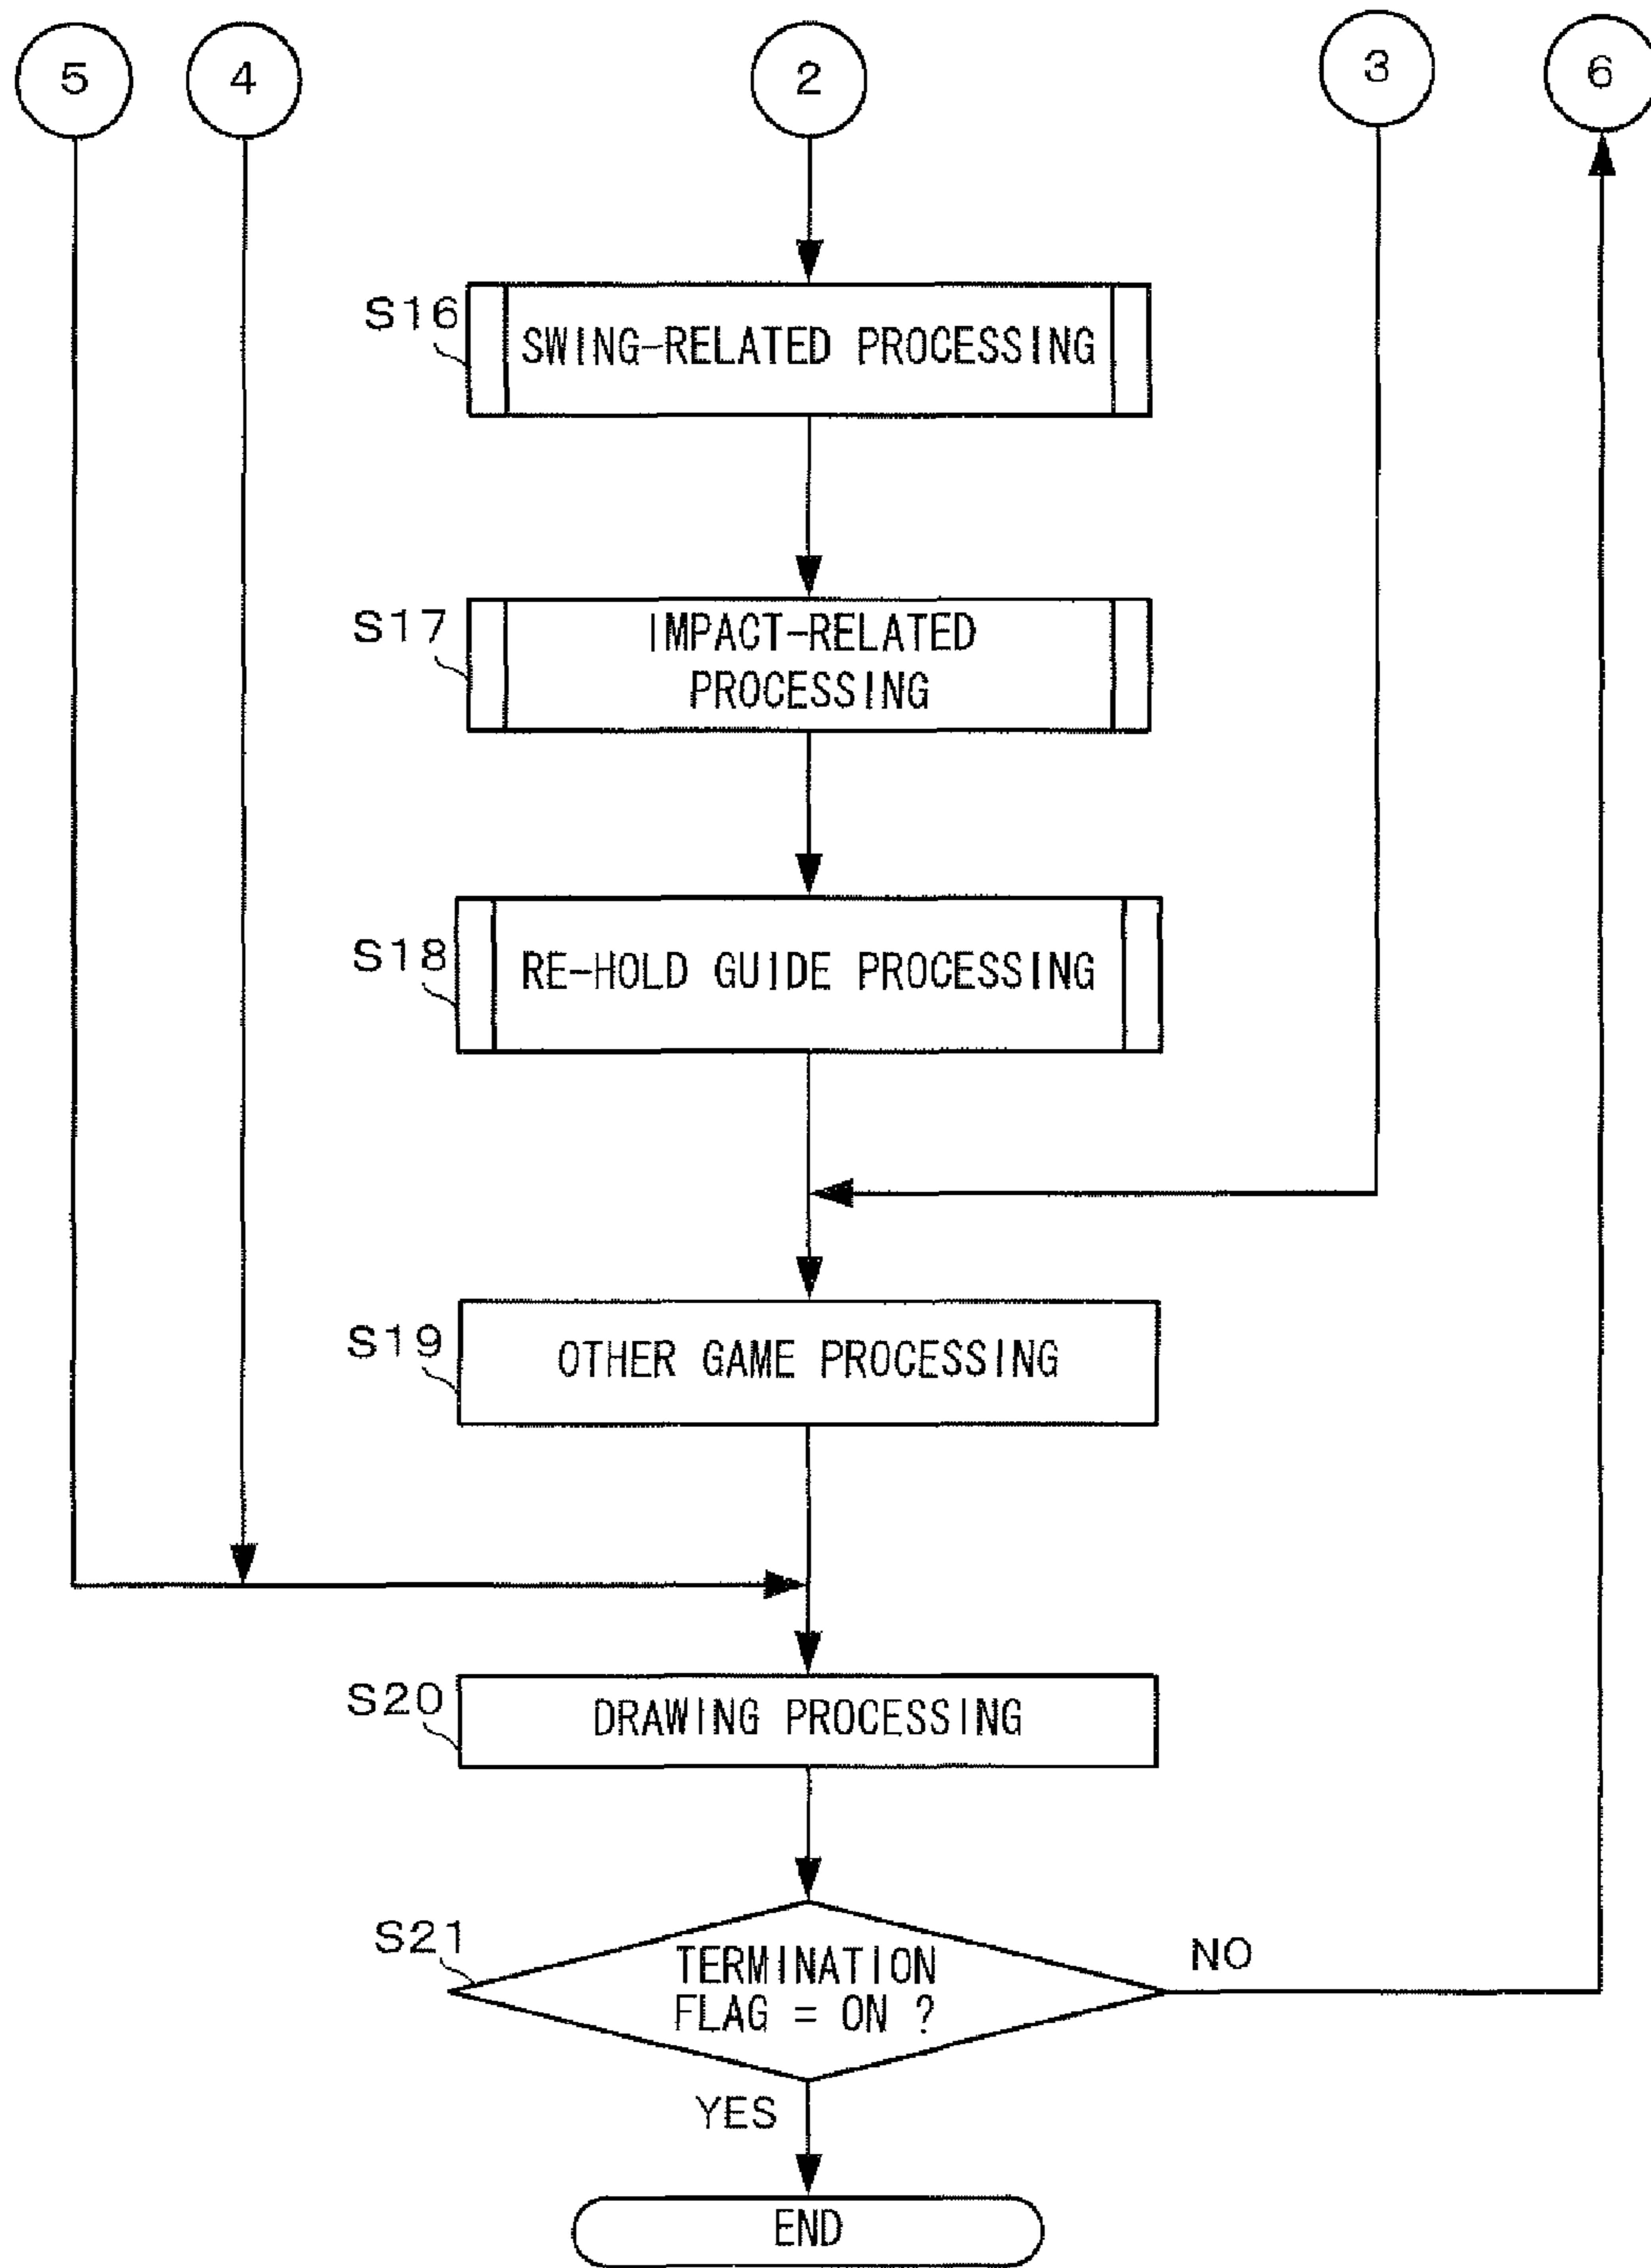 5
4
2
3
6
S16
SWING-RELATED PROCESSING
S17
IMPACT-RELATED
PROCESSING
S18
RE-HOLD GUIDE PROCESSING
S19
OTHER GAME PROCESSING
S20
DRAWING PROCESSING
S21
TERMINATION
FLAG = ON ?
NO
YES
END